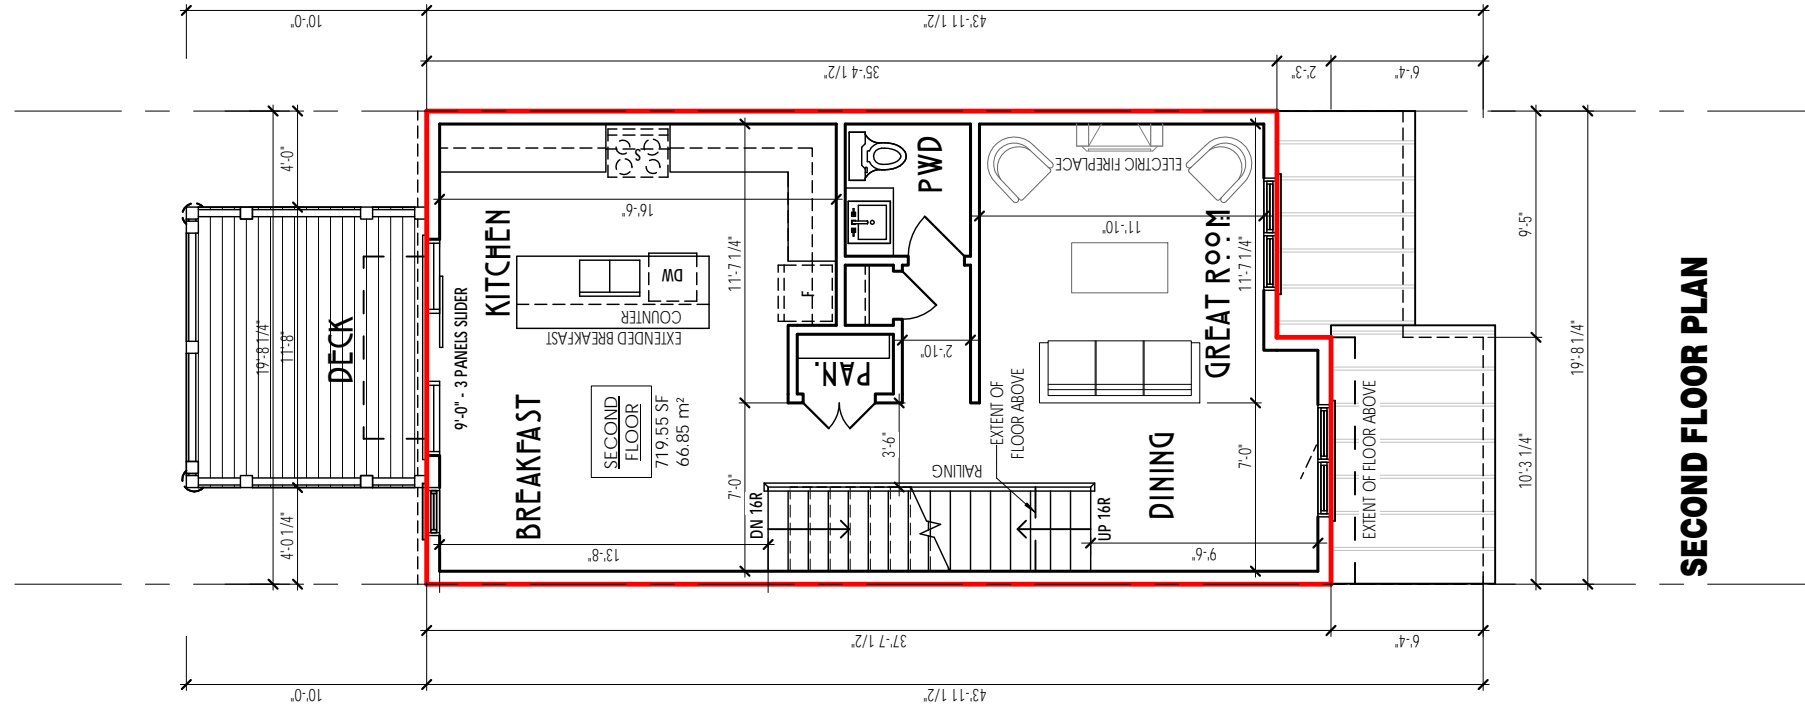 10'-0"
43'-11 1/2"
35'-4 1/2"
2'-3"
6'-4"
19'-8 1/4"
4'-0"
11'-8"
4'-0 1/4"
DECK
9'-0" - 3 PANELS SLIDER
KITCHEN
16'-6"
S
DW
EXTENDED BREAKFAST
COUNTER
F
11'-7 1/4"
7'-0"
BREAKFAST
SECOND
FLOOR
719.55 SF
66.85 m²
13'-8"
DN 16R
PWD
PAN.
2'-10"
3'-6"
RAILING
EXTENT OF
FLOOR ABOVE
UP 16R
ELECTRIC FIREPLACE
11'-10"
GREAT ROOM
11'-7 1/4"
7'-0"
DINING
9'-6"
EXTENT OF FLOOR ABOVE
9'-5"
10'-3 1/4"
19'-8 1/4"
37'-7 1/2"
6'-4"
10'-0"
43'-11 1/2"
SECOND FLOOR PLAN